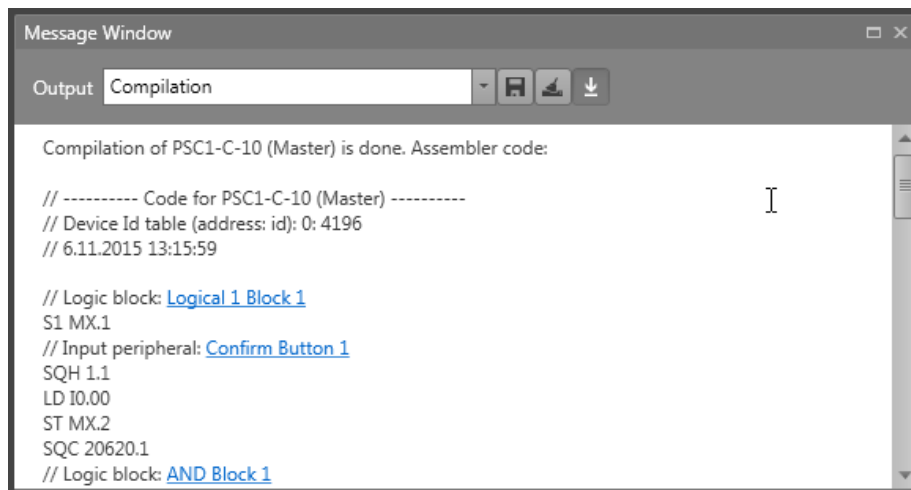 Message Window
Output Compilation
Compilation of PSC1-C-10 (Master) is done. Assembler code:
// ---------- Code for PSC1-C-10 (Master) ----------
// Device Id table (address: id): 0: 4196
// 6.11.2015 13:15:59
// Logic block: Logical 1 Block 1
S1 MX.1
// Input peripheral: Confirm Button 1
SQH 1.1
LD I0.00
ST MX.2
SQC 20620.1
// Logic block: AND Block 1